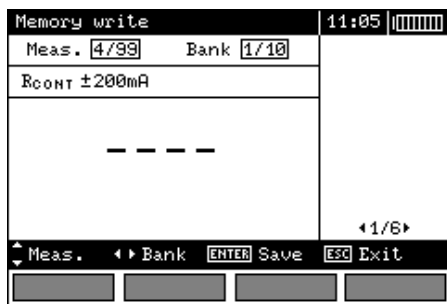 Memory write 11:05
Meas. 4/99 Bank 1/10
RCONT ±200mA
----
◂1/6▸
Meas. ◂▸ Bank ENTER Save ESC Exit